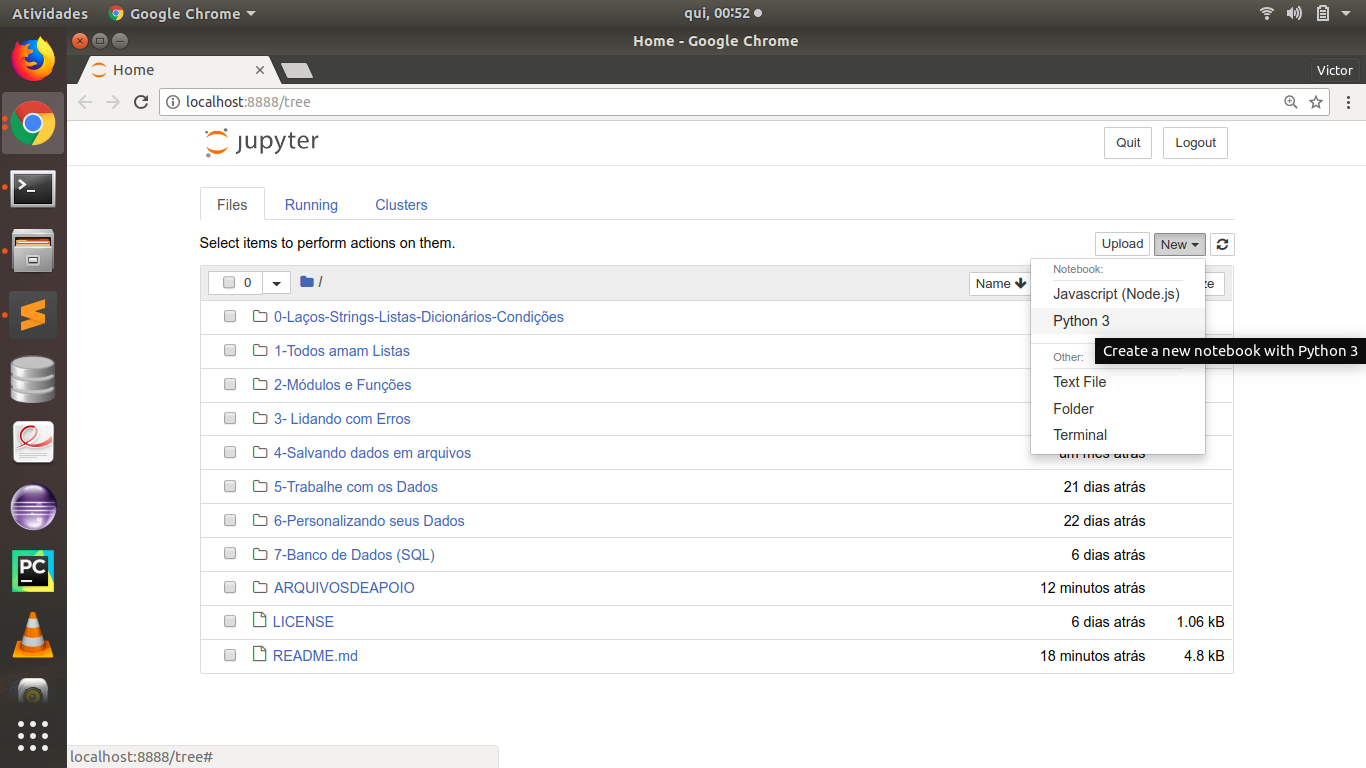 Atividades Google Chrome qui, 00:52
Home - Google Chrome
Home Victor
localhost:8888/tree
jupyter Quit Logout
Files Running Clusters
Select items to perform actions on them. Upload New
0 / Name ze
Notebook:
Javascript (Node.js)
Python 3
Create a new notebook with Python 3
Other:
Text File
Folder
Terminal
0-Laços-Strings-Listas-Dicionários-Condições
1-Todos amam Listas
2-Módulos e Funções
3- Lidando com Erros
4-Salvando dados em arquivos um mês atrás
5-Trabalhe com os Dados 21 dias atrás
6-Personalizando seus Dados 22 dias atrás
7-Banco de Dados (SQL) 6 dias atrás
ARQUIVOSDEAPOIO 12 minutos atrás
LICENSE 6 dias atrás 1.06 kB
README.md 18 minutos atrás 4.8 kB
PC
localhost:8888/tree#